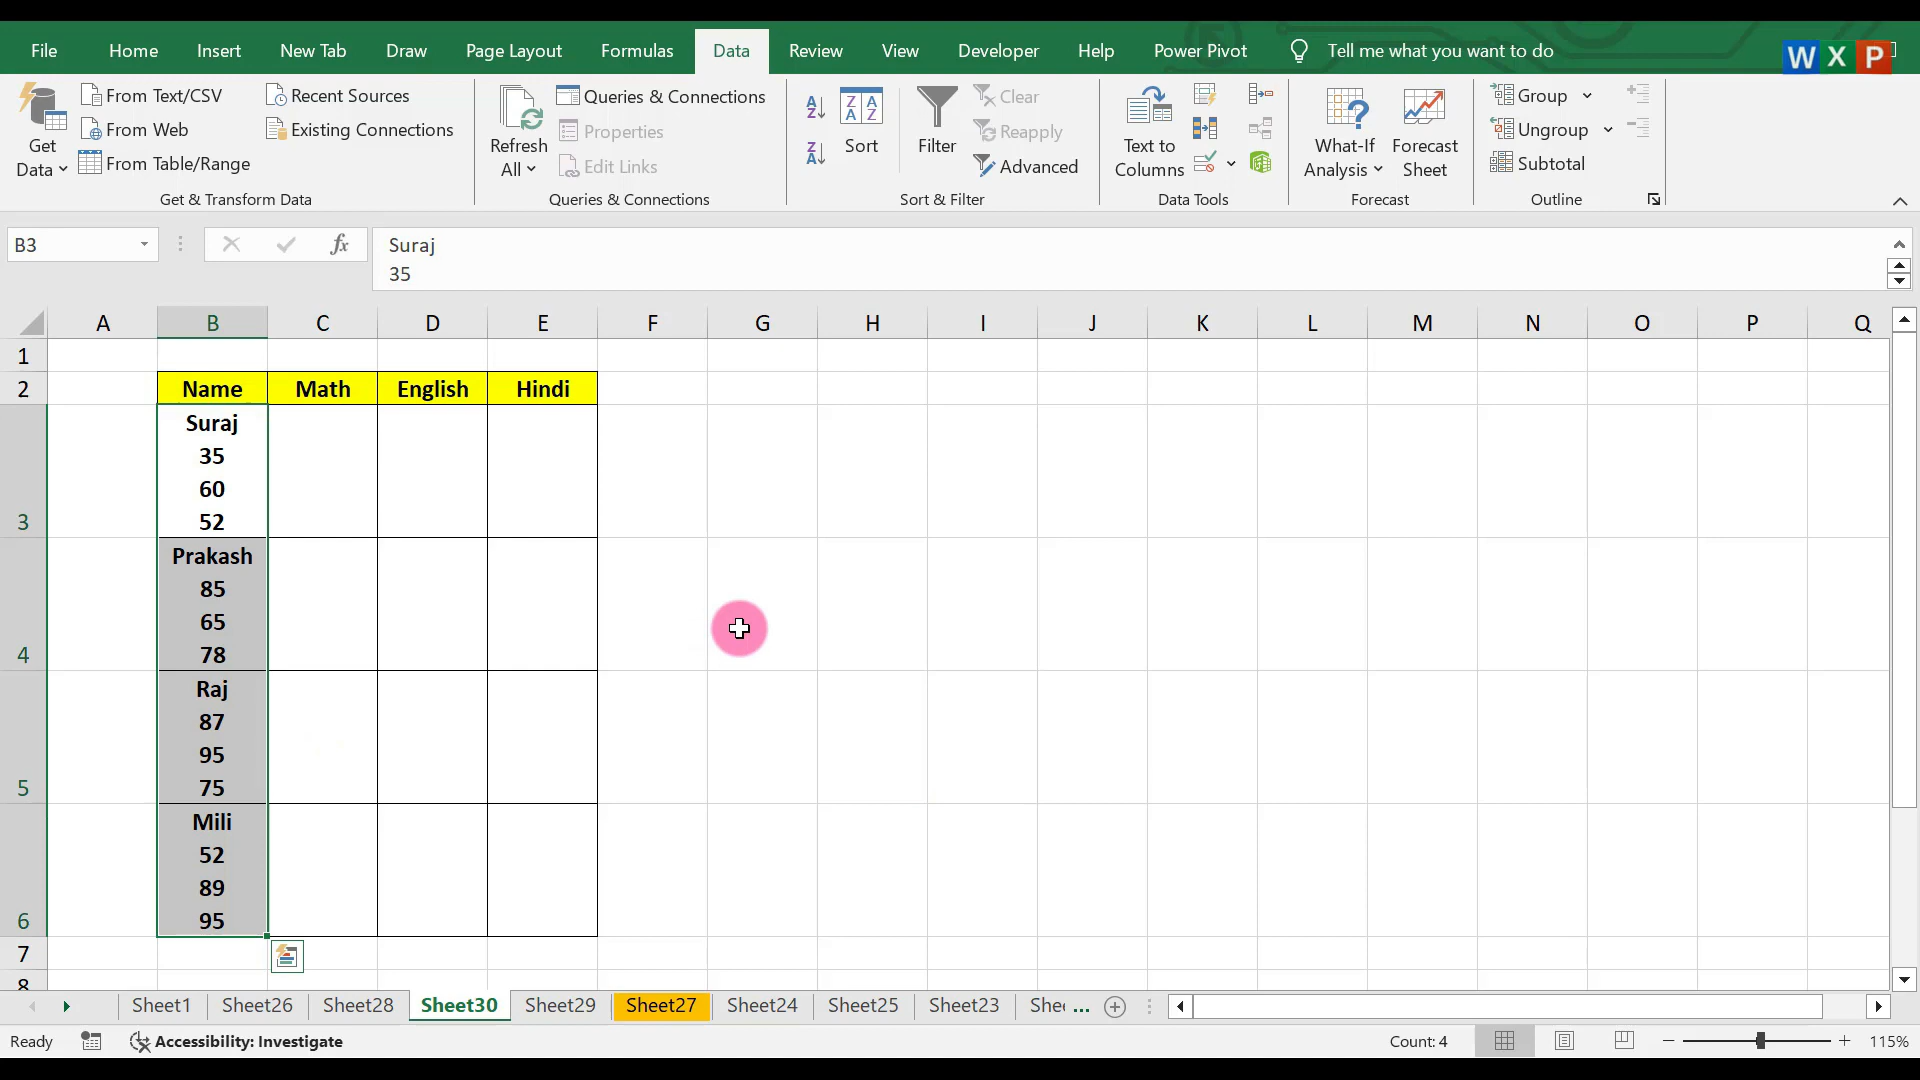 File Home Insert New Tab Draw Page Layout Formulas Data Review View Developer Help Power Pivot Tell me what you want to do W X P
Get Data
From Text/CSV
From Web
From Table/Range
Recent Sources
Existing Connections
Get & Transform Data
Refresh All
Queries & Connections
Properties
Edit Links
Queries & Connections
Sort
Filter
Clear
Reapply
Advanced
Sort & Filter
Text to Columns
Data Tools
What-If Analysis
Forecast Sheet
Forecast
Group
Ungroup
Subtotal
Outline
B3 fx Suraj
35
A B C D E F G H I J K L M N O P Q
1
2 Name Math English Hindi
Suraj
35
60
3 52
Prakash
85
65
4 78
Raj
87
95
5 75
Mili
52
89
6 95
7
8
Sheet1 Sheet26 Sheet28 Sheet30 Sheet29 Sheet27 Sheet24 Sheet25 Sheet23 Shee ...
Ready Accessibility: Investigate Count: 4 115%